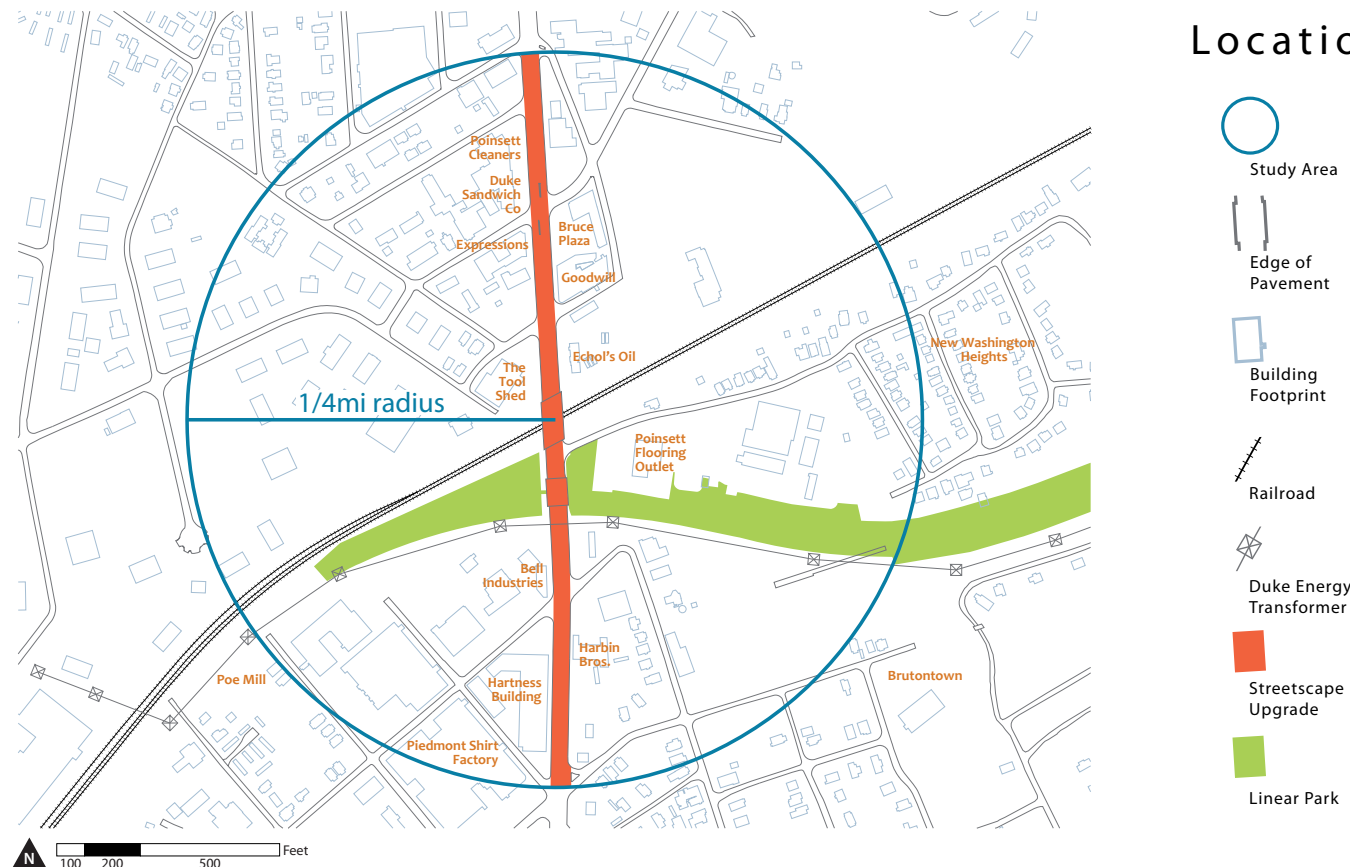 Locatio
Study Area
Edge of
Pavement
Building
Footprint
Railroad
Duke Energy
Transformer
Streetscape
Upgrade
Linear Park
Poinsett
Cleaners
Duke
Sandwich
Co
Expressions
Bruce
Plaza
Goodwill
Echol's Oil
The
Tool
Shed
1/4mi radius
New Washington
Heights
Poinsett
Flooring
Outlet
Bell
Industries
Harbin
Bros.
Hartness
Building
Poe Mill
Piedmont Shirt
Factory
Brutontown
N
100 200 500 Feet